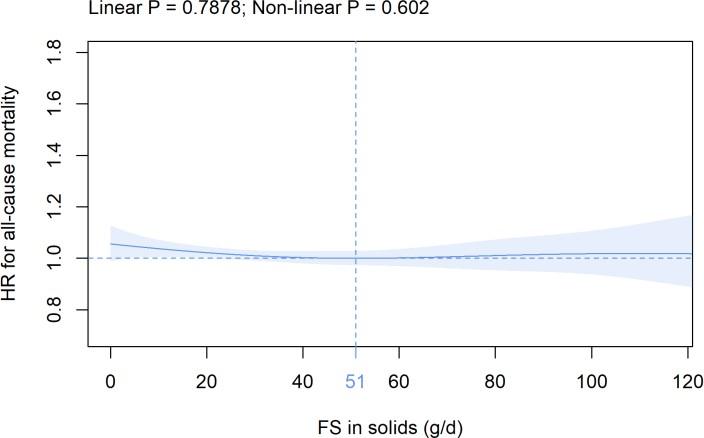 Linear P = 0.7878; Non-linear P = 0.602
HR for all-cause mortality
1.8
1.6
1.4
1.2
1.0
0.8
0 20 40 51 60 80 100 120
FS in solids (g/d)